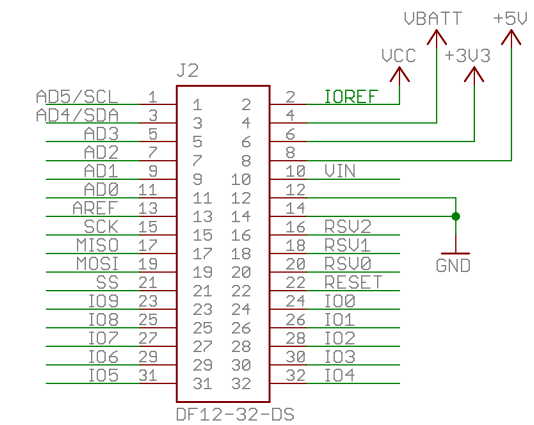 VBATT +5V
VCC +3V3
J2
AD5/SCL 1 1 2 2 IOREF
AD4/SDA 3 3 4 4
AD3 5 5 6 6
AD2 7 7 8 8
AD1 9 9 10 10 VIN
AD0 11 11 12 12
AREF 13 13 14 14
SCK 15 15 16 16 RSV2
MISO 17 17 18 18 RSV1
MOSI 19 19 20 20 RSV0
GND
SS 21 21 22 22 RESET
IO9 23 23 24 24 IO0
IO8 25 25 26 26 IO1
IO7 27 27 28 28 IO2
IO6 29 29 30 30 IO3
IO5 31 31 32 32 IO4
DF12-32-DS